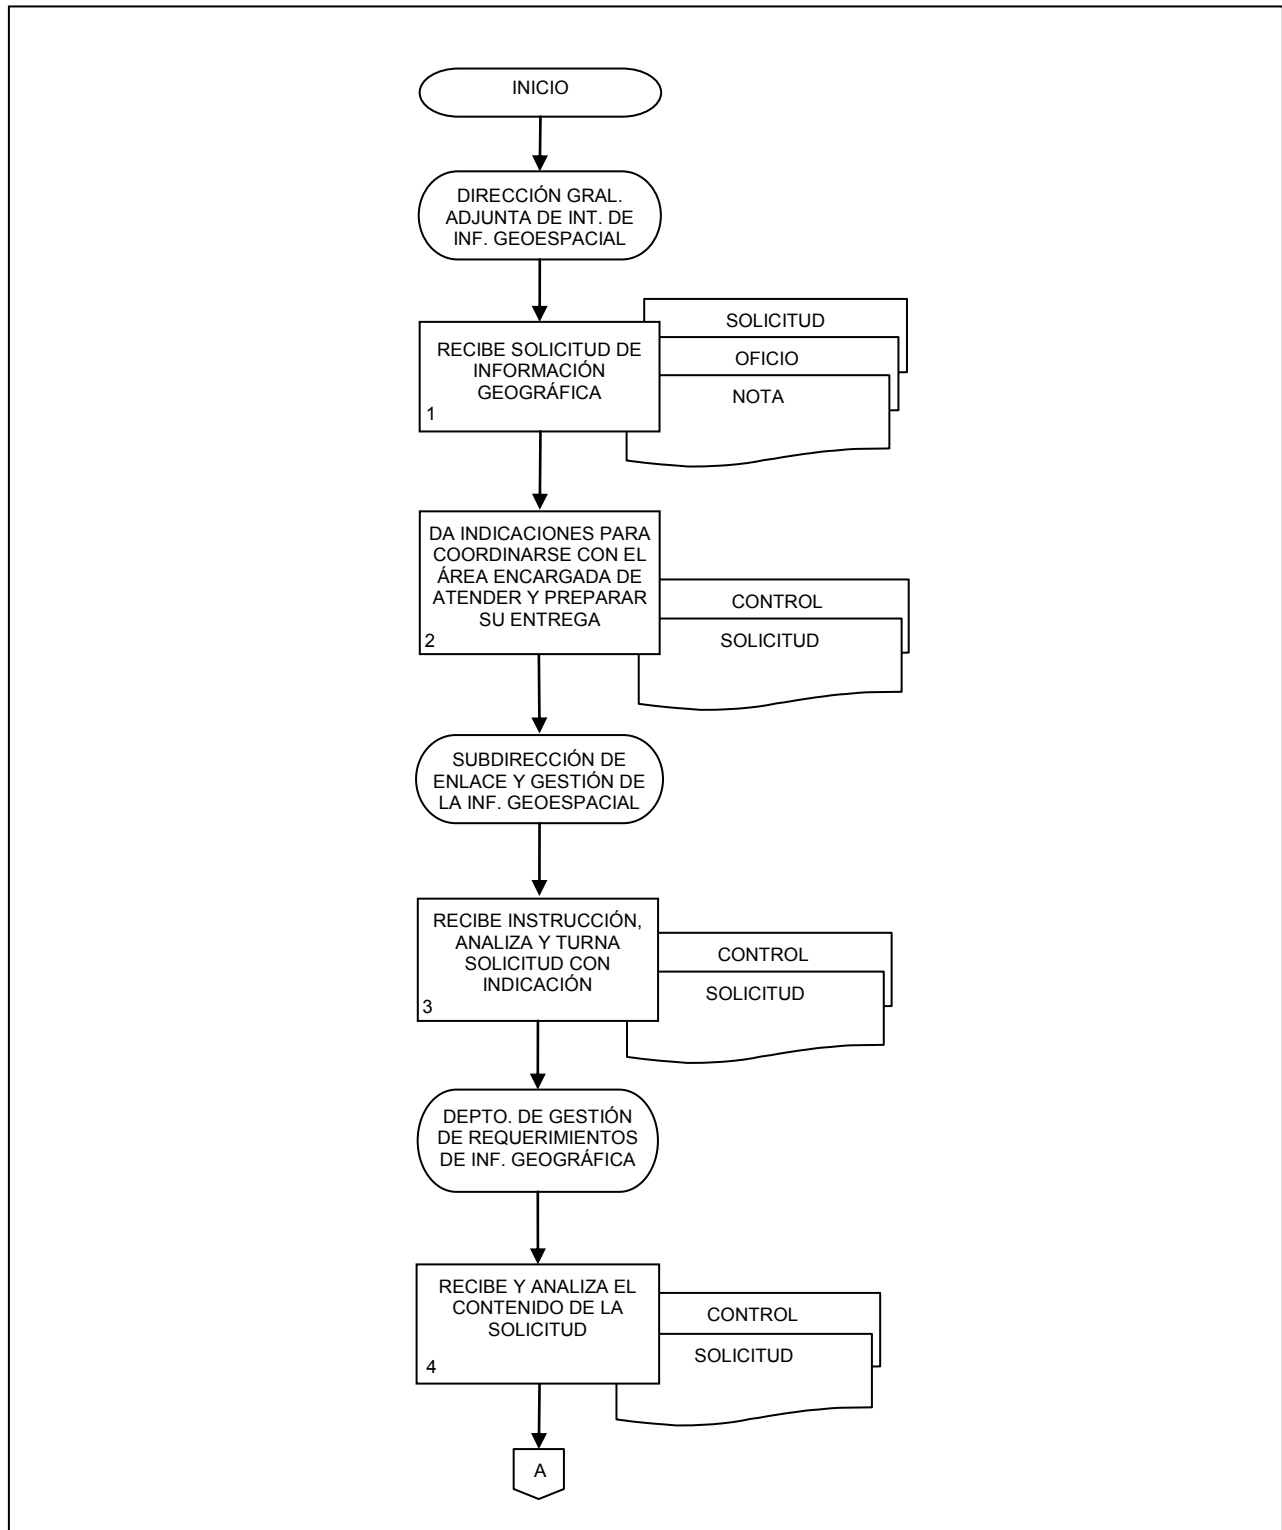 INICIO
DIRECCIÓN GRAL.
ADJUNTA DE INT. DE
INF. GEOESPACIAL
RECIBE SOLICITUD DE
INFORMACIÓN
GEOGRÁFICA
1
SOLICITUD
OFICIO
NOTA
DA INDICACIONES PARA
COORDINARSE CON EL
ÁREA ENCARGADA DE
ATENDER Y PREPARAR
SU ENTREGA
2
CONTROL
SOLICITUD
SUBDIRECCIÓN DE
ENLACE Y GESTIÓN DE
LA INF. GEOESPACIAL
RECIBE INSTRUCCIÓN,
ANALIZA Y TURNA
SOLICITUD CON
INDICACIÓN
3
CONTROL
SOLICITUD
DEPTO. DE GESTIÓN
DE REQUERIMIENTOS
DE INF. GEOGRÁFICA
RECIBE Y ANALIZA EL
CONTENIDO DE LA
SOLICITUD
4
CONTROL
SOLICITUD
A